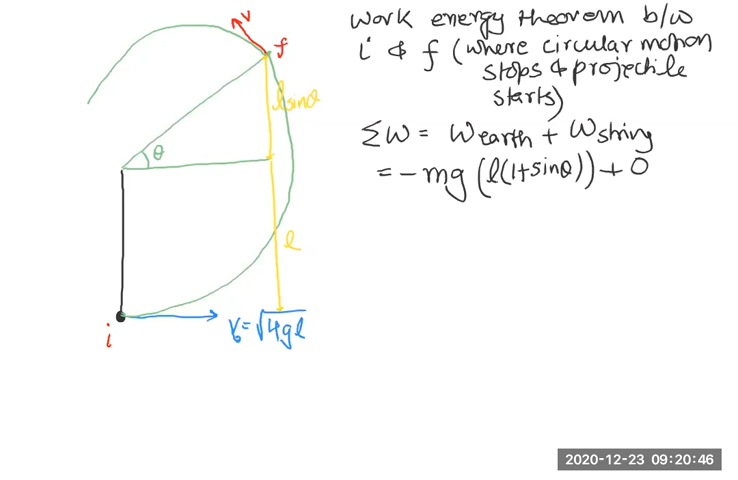 work energy theorem b/w
i & f (where circular motion
stops & projectile
starts)
ΣW = Wearth + Wstring
= - mg (l(1+sinθ)) + 0
v
f
lsinθ
θ
l
i
v₀=√4gl
2020-12-23 09:20:46